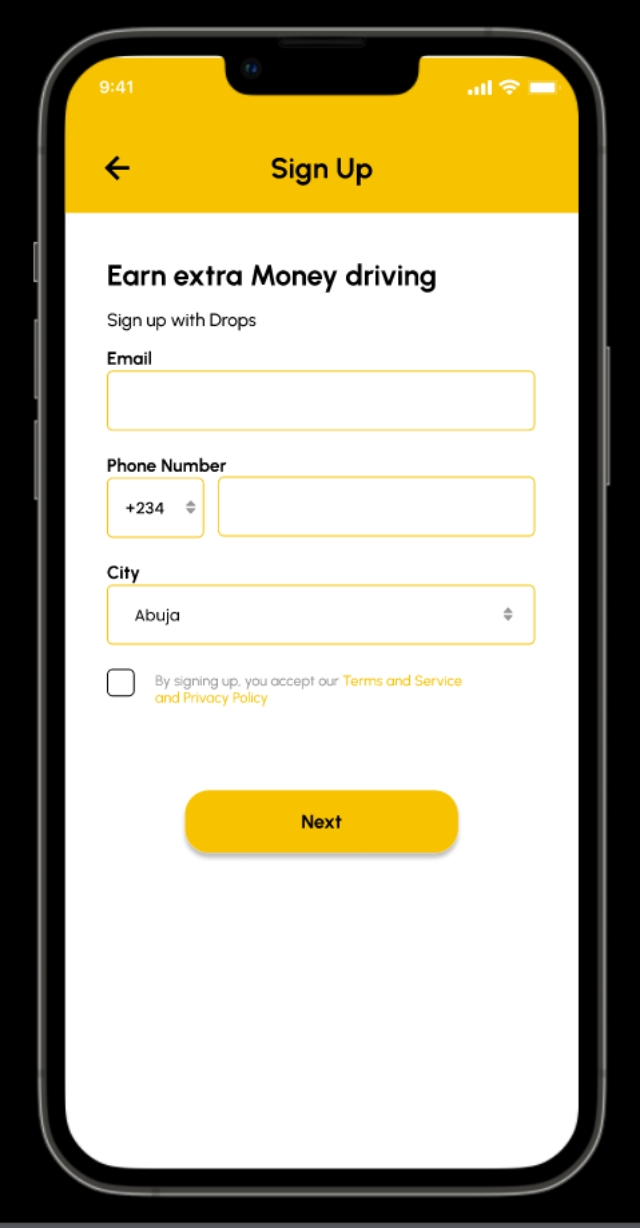 9:41
Sign Up
Earn extra Money driving
Sign up with Drops
Email
Phone Number
+234
City
Abuja
By signing up, you accept our Terms and Service
and Privacy Policy
Next